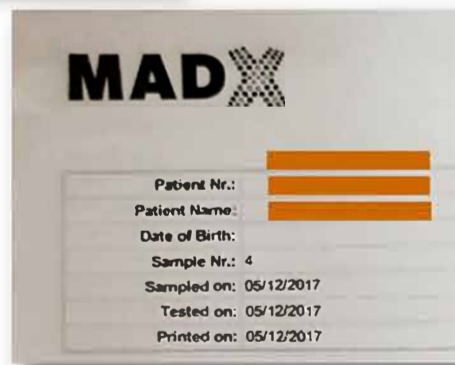 MADX
Patient Nr.:
Patient Name:
Date of Birth:
Sample Nr.: 4
Sampled on: 05/12/2017
Tested on: 05/12/2017
Printed on: 05/12/2017